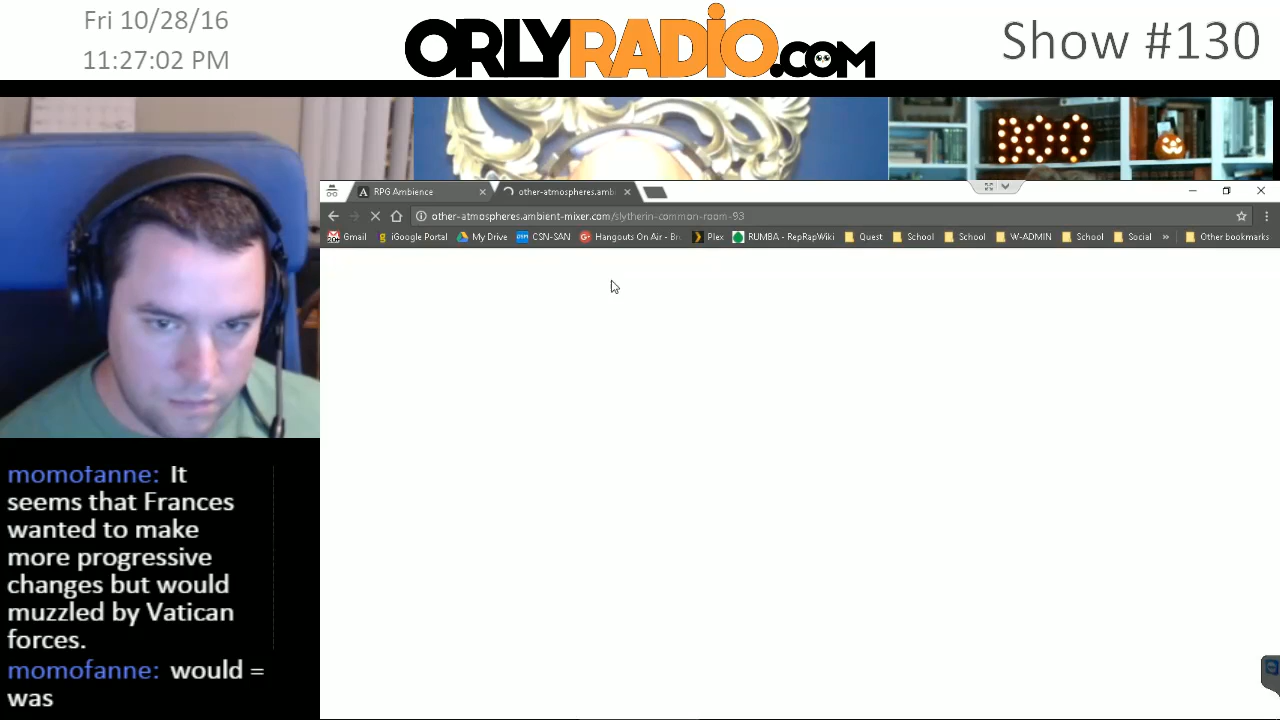 Fri 10/28/16
11:27:02 PM
ORLYRADiO.COM
Show #130
BOO
RPG Ambience
other-atmospheres.amb
other-atmospheres.ambient-mixer.com/slytherin-common-room-93
Gmail
iGoogle Portal
My Drive
CSN-SAN
Hangouts On Air - Br
Plex
RUMBA - RepRapWiki
Quest
School
School
W-ADMIN
School
Social
»
Other bookmarks
momofanne: It
seems that Frances
wanted to make
more progressive
changes but would
muzzled by Vatican
forces.
momofanne: would =
was